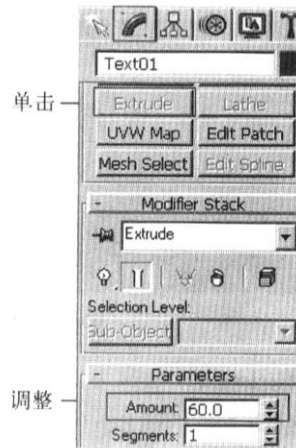 Text01
单击
Extrude
Lathe
UVW Map
Edit Patch
Mesh Select
Edit Spline
- Modifier Stack
Extrude
Selection Level:
Sub-Object
- Parameters
调整
Amount: 60.0
Segments: 1